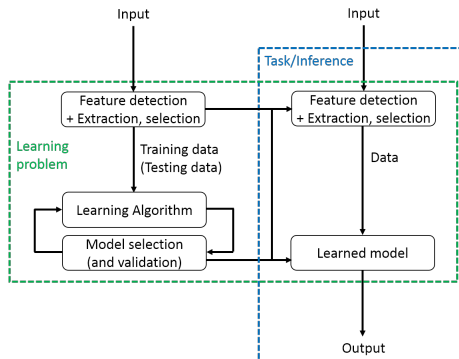 Input
Input
Task/Inference
Feature detection
+ Extraction, selection
Feature detection
+ Extraction, selection
Learning
problem
Training data
(Testing data)
Data
Learning Algorithm
Model selection
(and validation)
Learned model
Output